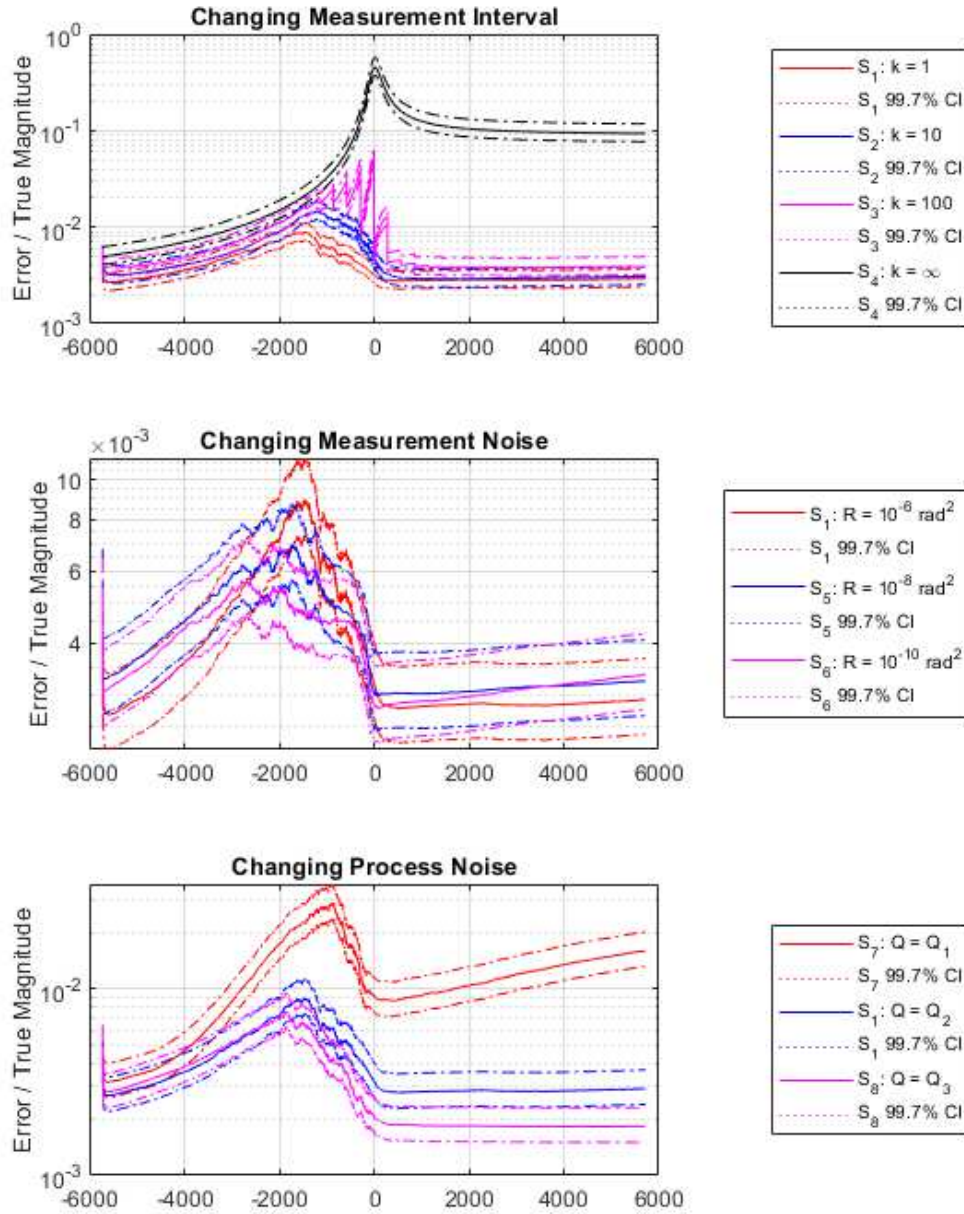 Changing Measurement Interval
Error / True Magnitude
10^0
10^-1
10^-2
10^-3
-6000 -4000 -2000 0 2000 4000 6000
S_1: k = 1
S_1 99.7% CI
S_2: k = 10
S_2 99.7% CI
S_3: k = 100
S_3 99.7% CI
S_4: k = ∞
S_4 99.7% CI
Changing Measurement Noise
×10^-3
Error / True Magnitude
10
8
6
4
-6000 -4000 -2000 0 2000 4000 6000
S_1: R = 10^-6 rad^2
S_1 99.7% CI
S_5: R = 10^-8 rad^2
S_5 99.7% CI
S_6: R = 10^-10 rad^2
S_6 99.7% CI
Changing Process Noise
Error / True Magnitude
10^-2
10^-3
-6000 -4000 -2000 0 2000 4000 6000
S_7: Q = Q_1
S_7 99.7% CI
S_1: Q = Q_2
S_1 99.7% CI
S_8: Q = Q_3
S_8 99.7% CI